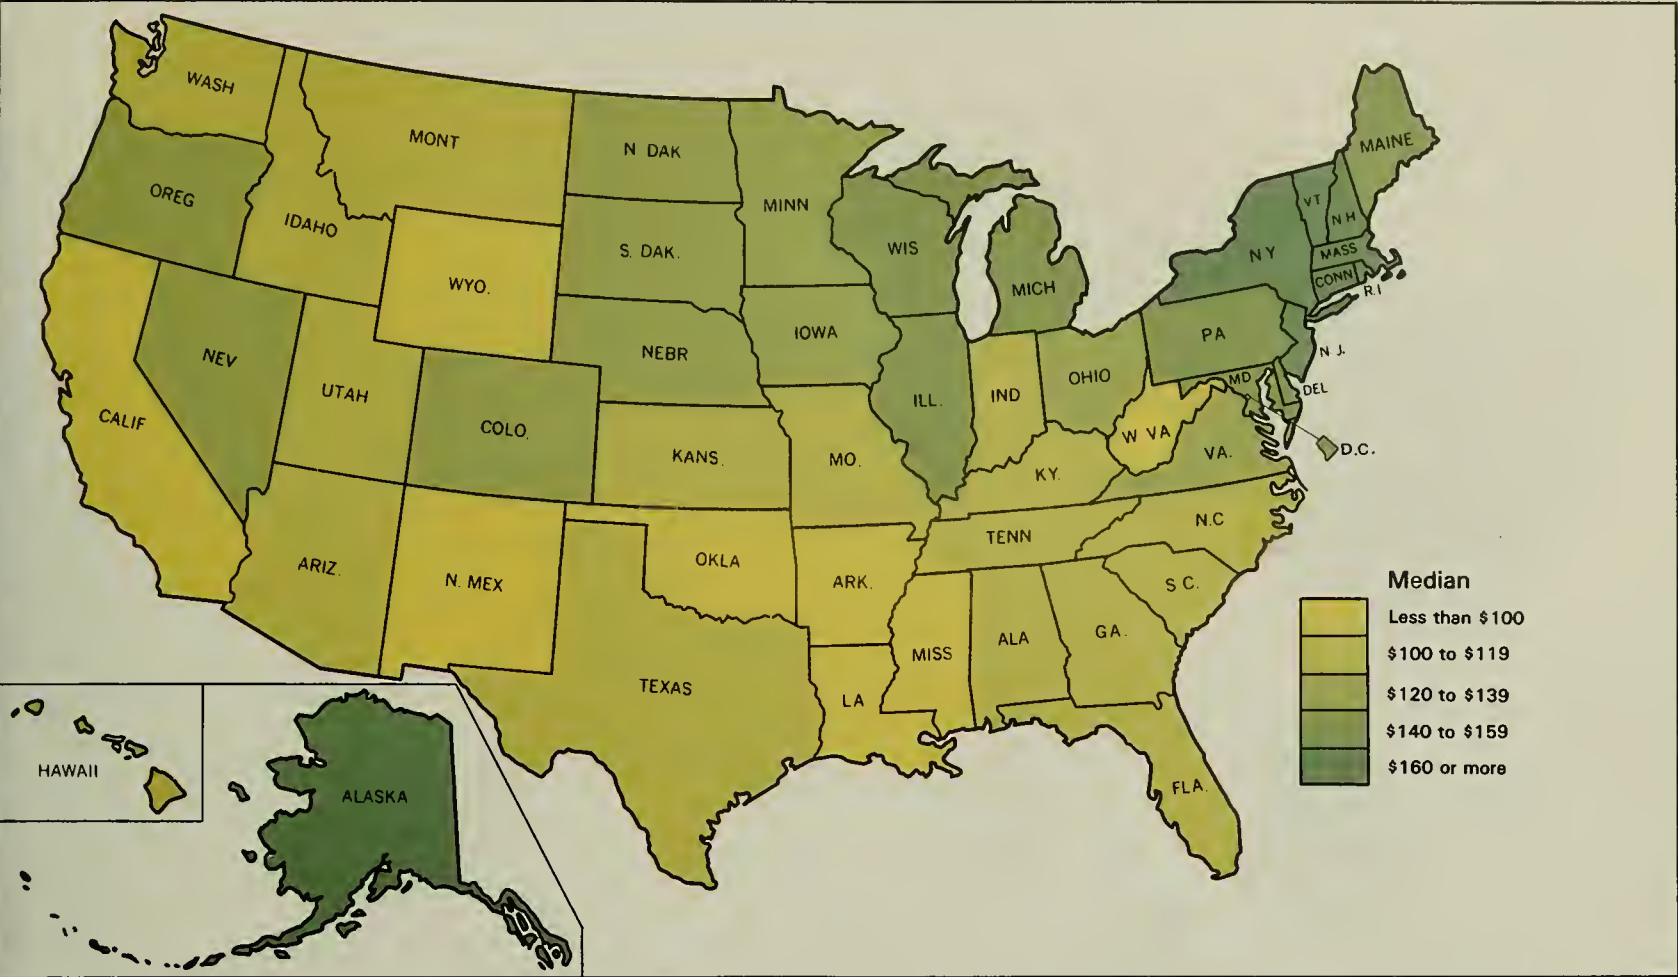 WASH
MONT
N DAK
MINN
MAINE
OREG
IDAHO
VT
N H
S. DAK.
WIS
N Y
MASS
WYO.
MICH
CONN
R.I
NEV
NEBR
IOWA
PA
N J.
UTAH
IND
OHIO
MD
DEL
CALIF
COLO.
ILL.
KANS.
MO.
W VA
VA.
D.C.
KY.
ARIZ.
N. MEX
OKLA
ARK.
TENN
N.C
S C.
MISS
ALA
GA.
TEXAS
LA
FLA.
HAWAII
ALASKA
Median
Less than $100
$100 to $119
$120 to $139
$140 to $159
$160 or more